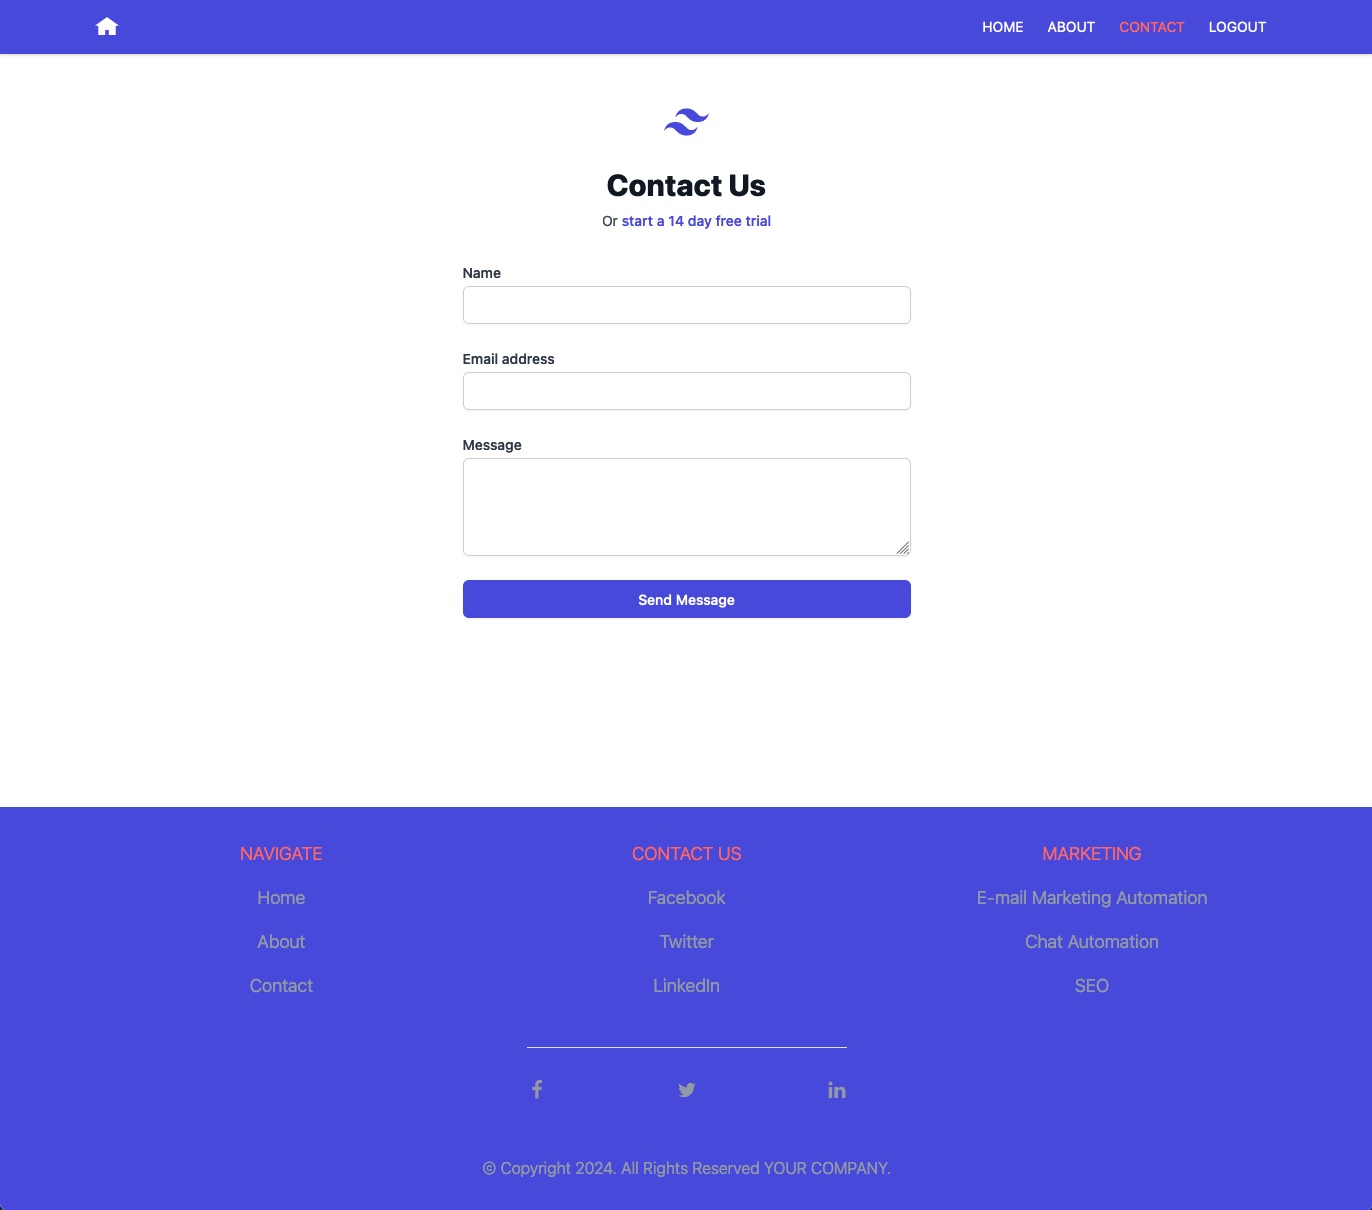 HOME ABOUT CONTACT LOGOUT
Contact Us
Or start a 14 day free trial
Name
Email address
Message
Send Message
NAVIGATE
Home
About
Contact
CONTACT US
Facebook
Twitter
LinkedIn
MARKETING
E-mail Marketing Automation
Chat Automation
SEO
© Copyright 2024. All Rights Reserved YOUR COMPANY.